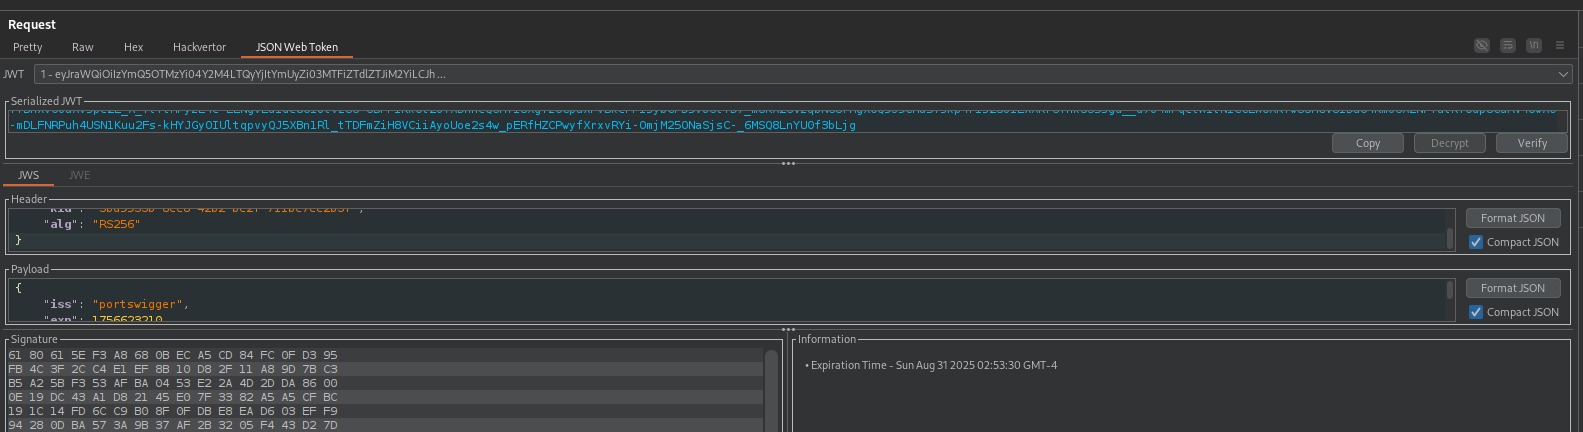 Request
Pretty Raw Hex Hackvertor JSON Web Token \n
JWT 1 - eyJraWQiOiIzYmQ5OTMzYi04Y2M4LTQyYjItYmUyZi03MTFiZTdlZTJiM2YiLCJh ...
Serialized JWT
-mDLFNRPuh4USN1Kuu2Fs-kHYJGyOIUltqpvyQJ5XBn1Rl_tTDFmZiH8VCiiAyoUoe2s4w_pERfHZCPwyfXrxvRYi-OmjM25ONaSjsC-_6MSQ8LnYUOf3bLjg
Copy Decrypt Verify
JWS JWE
Header
"alg": "RS256"
}
Format JSON
Compact JSON
Payload
{
"iss": "portswigger",
"exp": 1756623210
Format JSON
Compact JSON
Signature
61 80 61 5E F3 A8 68 0B EC A5 CD 84 FC 0F D3 95
FB 4C 3F 2C C4 E1 EF 8B 10 D8 2F 11 A8 9D 7B C3
B5 A2 5B F3 53 AF BA 04 53 E2 2A 4D 2D DA 86 00
0E 19 DC 43 A1 D8 21 45 E0 7F 33 82 A5 A5 CF BC
19 1C 14 FD 6C C9 B0 8F 0F DB E8 EA D6 03 EF F9
94 28 0D BA 57 3A 9B 37 AF 2B 32 05 F4 43 D2 7D
Information
• Expiration Time - Sun Aug 31 2025 02:53:30 GMT-4